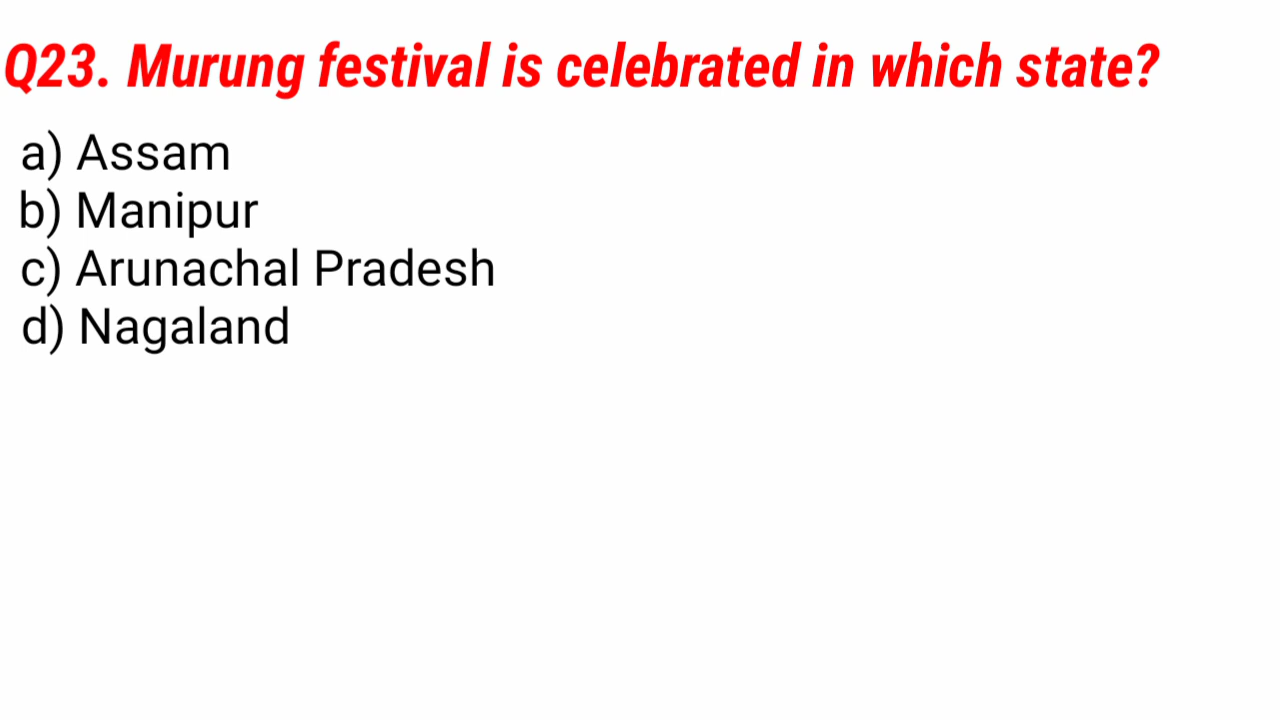 Q23. Murung festival is celebrated in which state?
a) Assam
b) Manipur
c) Arunachal Pradesh
d) Nagaland